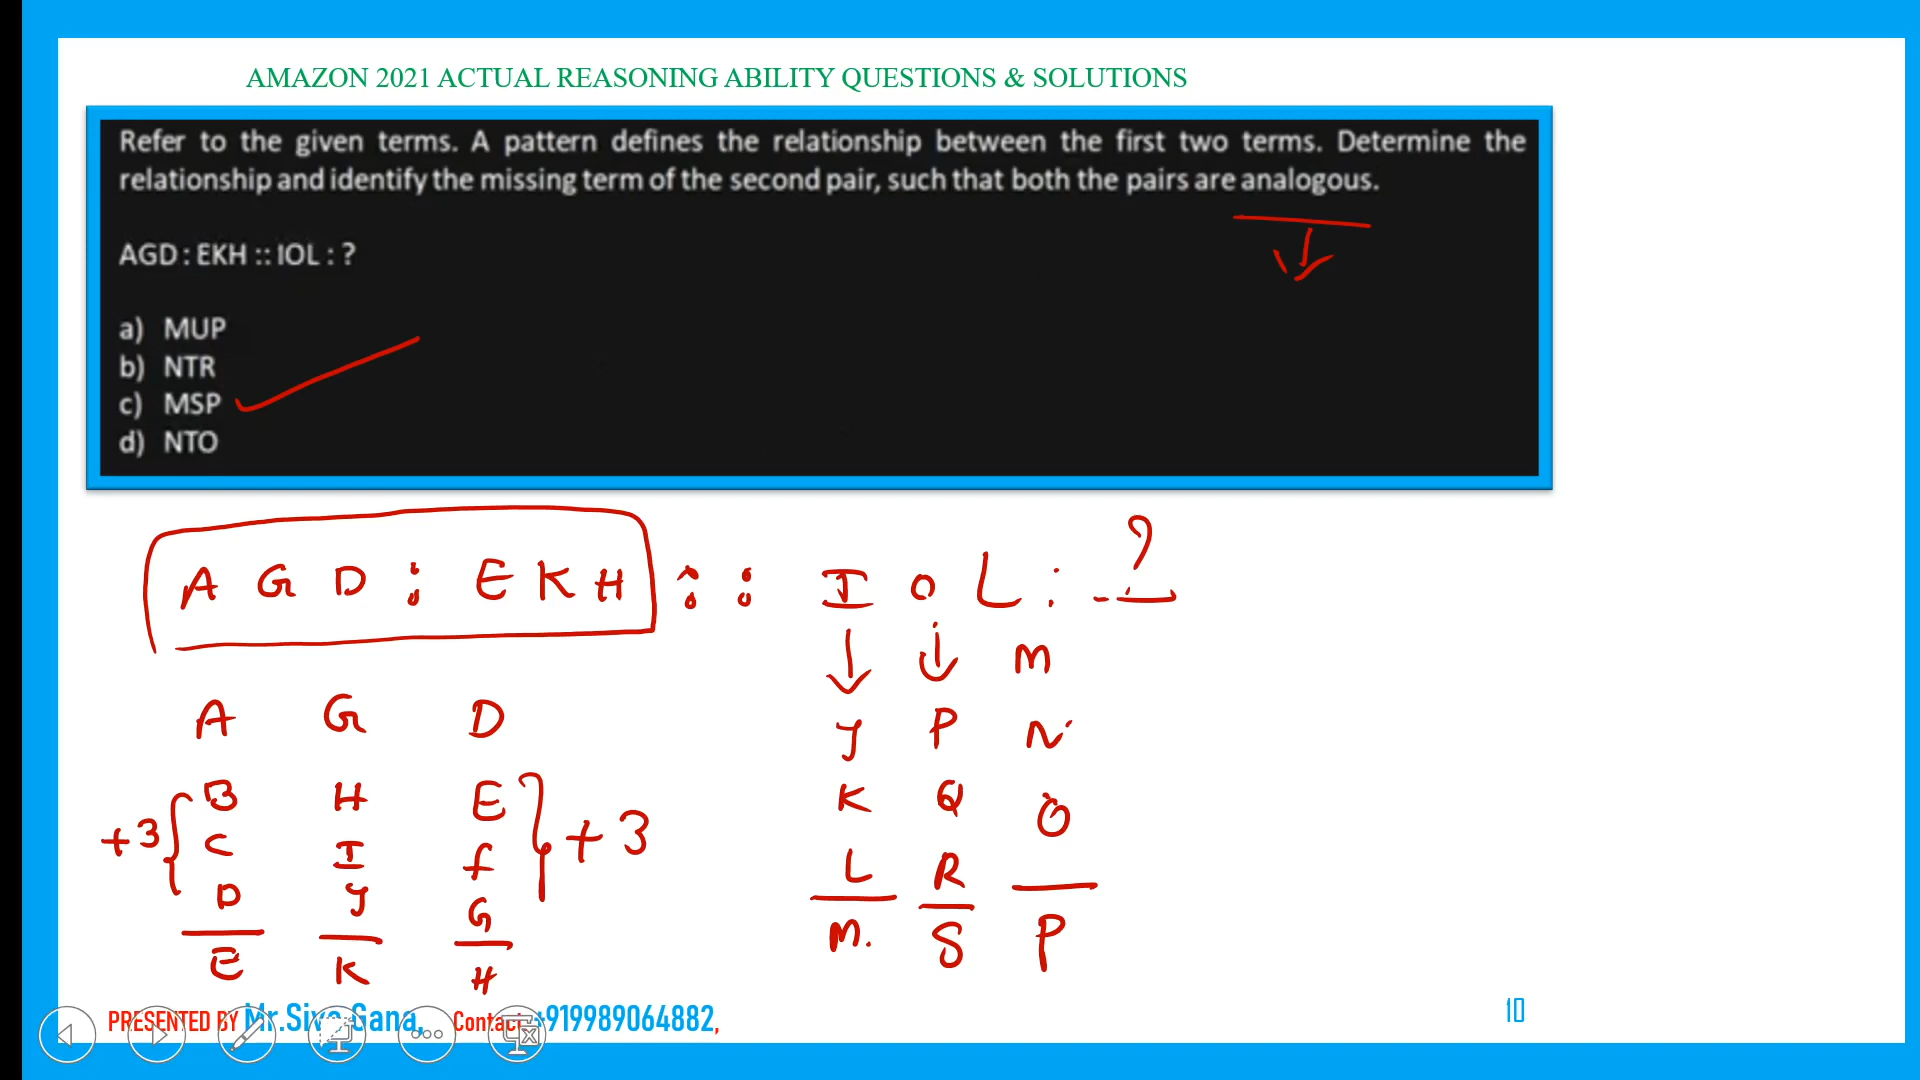 AMAZON 2021 ACTUAL REASONING ABILITY QUESTIONS & SOLUTIONS
Refer to the given terms. A pattern defines the relationship between the first two terms. Determine the
relationship and identify the missing term of the second pair, such that both the pairs are analogous.
AGD : EKH :: IOL : ?
a) MUP
b) NTR
c) MSP
d) NTO
A G D : E K H : : I O L : ?
M
A G D
J P N
B H E
K Q O
+3 C I F +3
L R
D J G
M. S P
E K H
PRESENTED BY Mr.Siva Gana, Contact +919989064882,
10